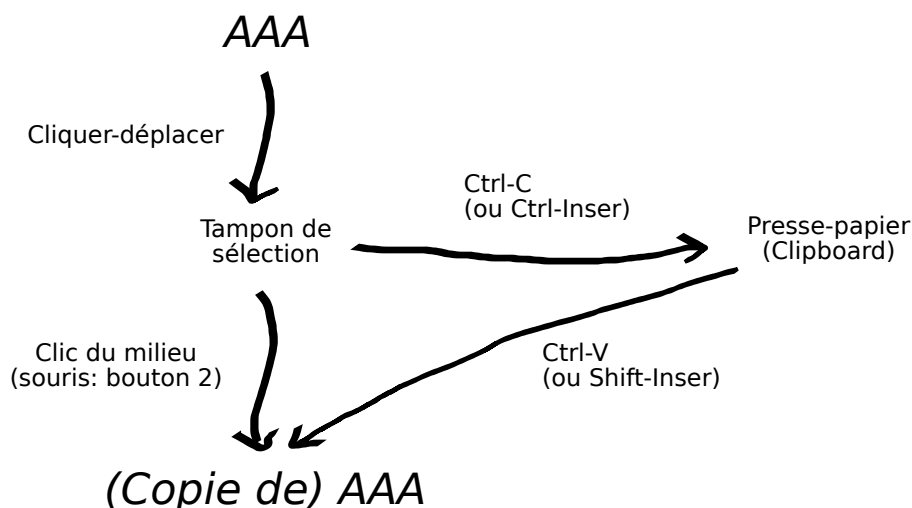 AAA
Cliquer-déplacer
Ctrl-C
(ou Ctrl-Inser)
Tampon de
sélection
Presse-papier
(Clipboard)
Clic du milieu
(souris: bouton 2)
Ctrl-V
(ou Shift-Inser)
(Copie de) AAA